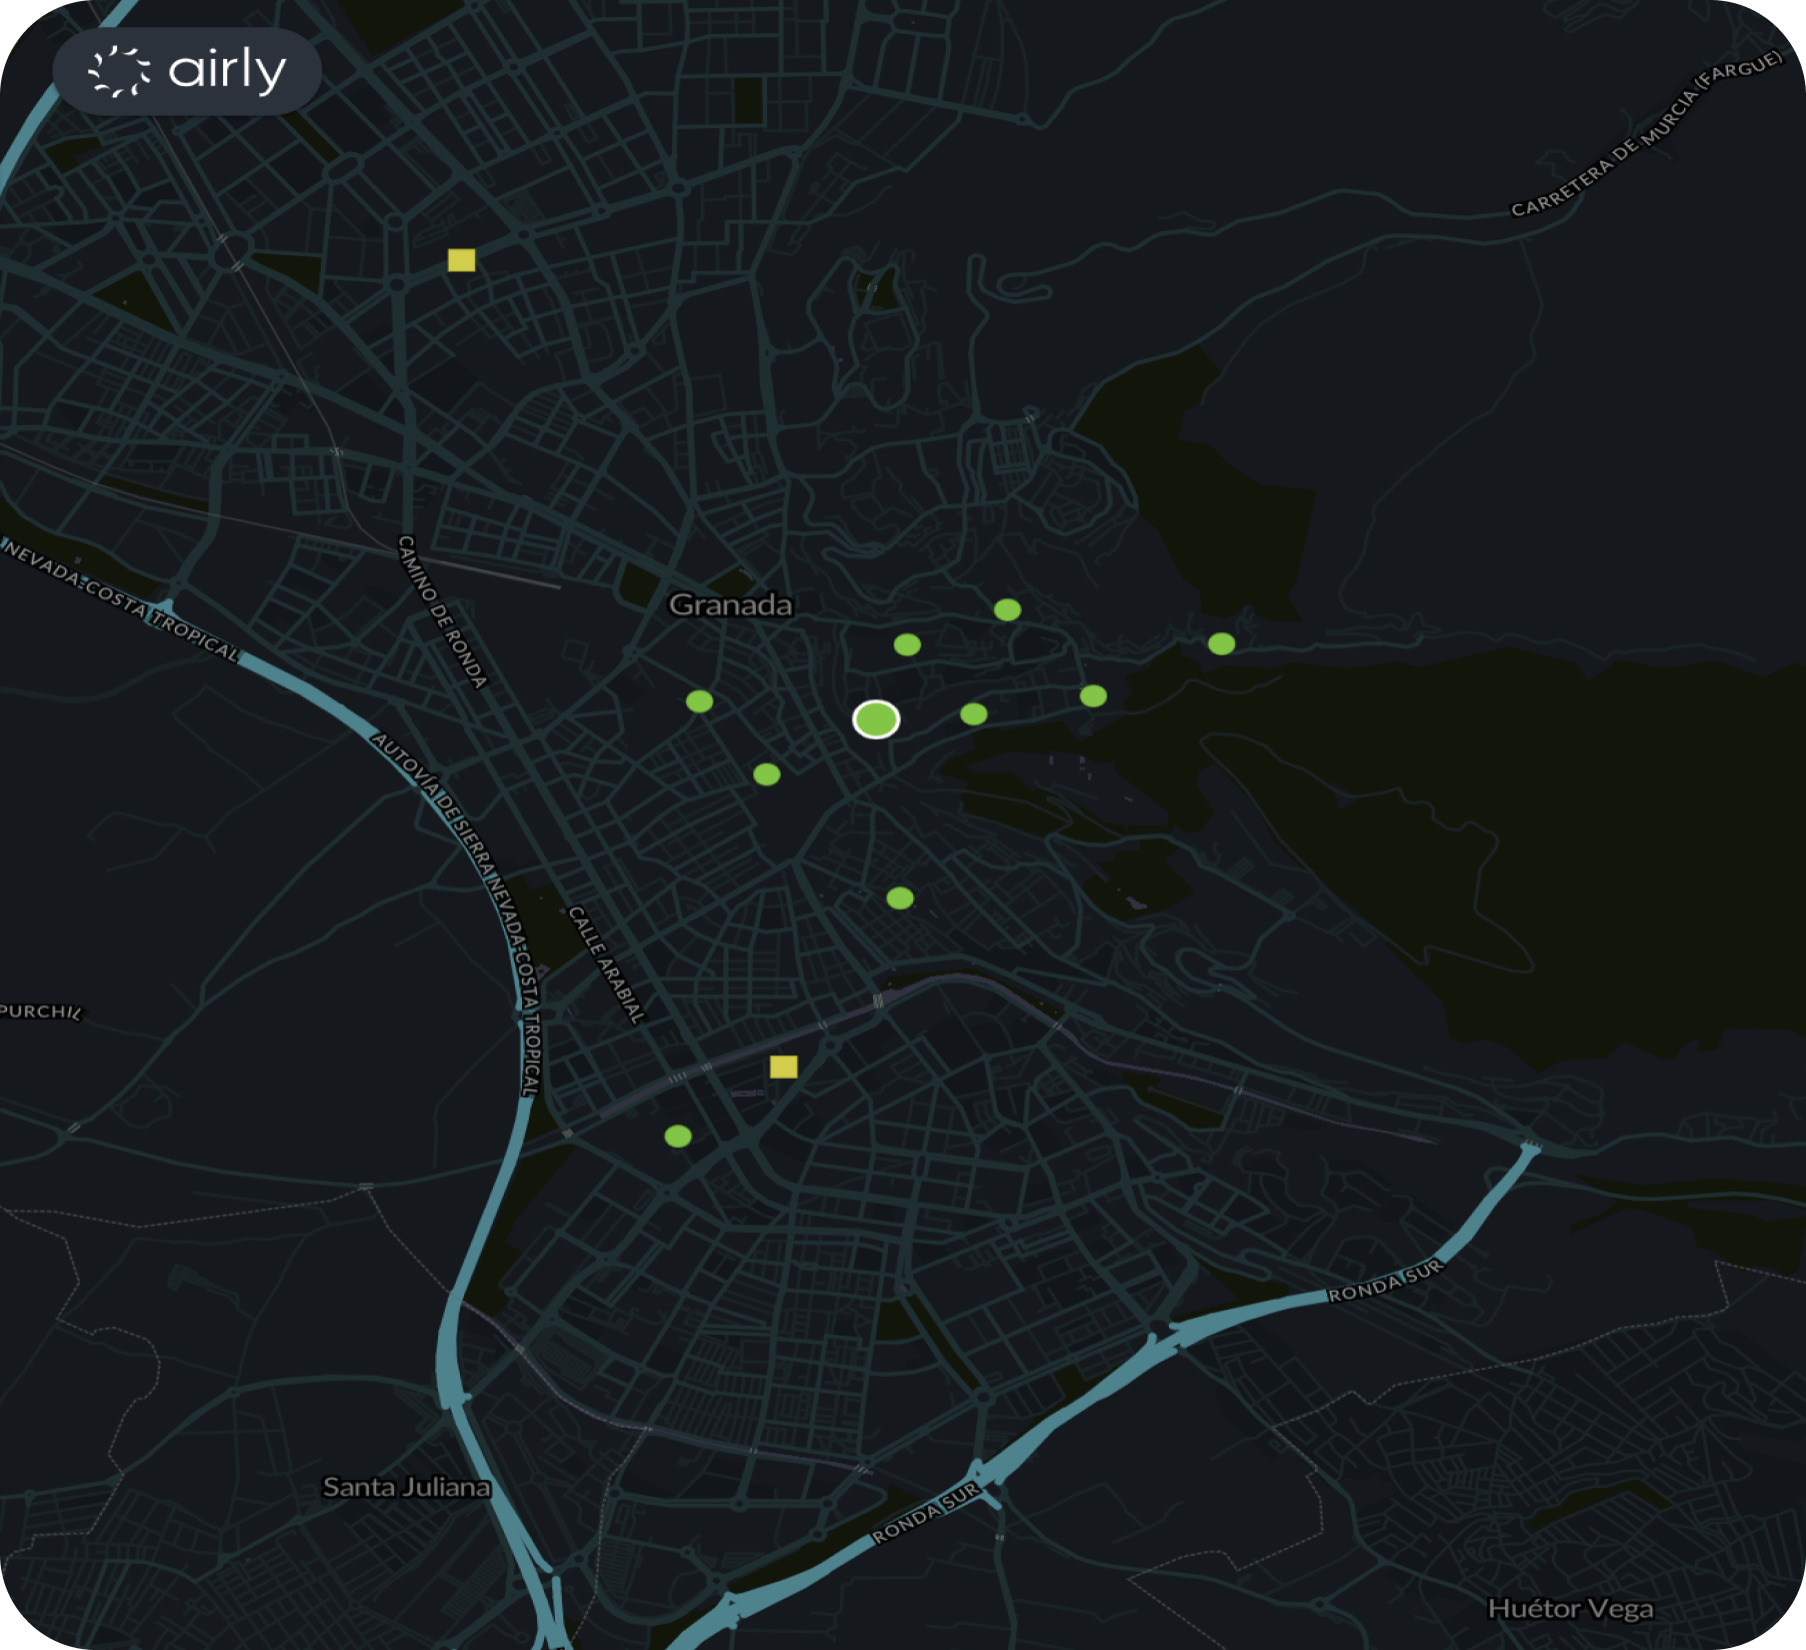 airly
CARRETERA DE MURCIA (FARGUE)
NEVADA-COSTA TROPICAL
CAMINO DE RONDA
Granada
AUTOVÍA DE SIERRA NEVADA-COSTA TROPICAL
CALLE ARABIAL
PURCHIL
RONDA SUR
Santa Juliana
RONDA SUR
Huétor Vega